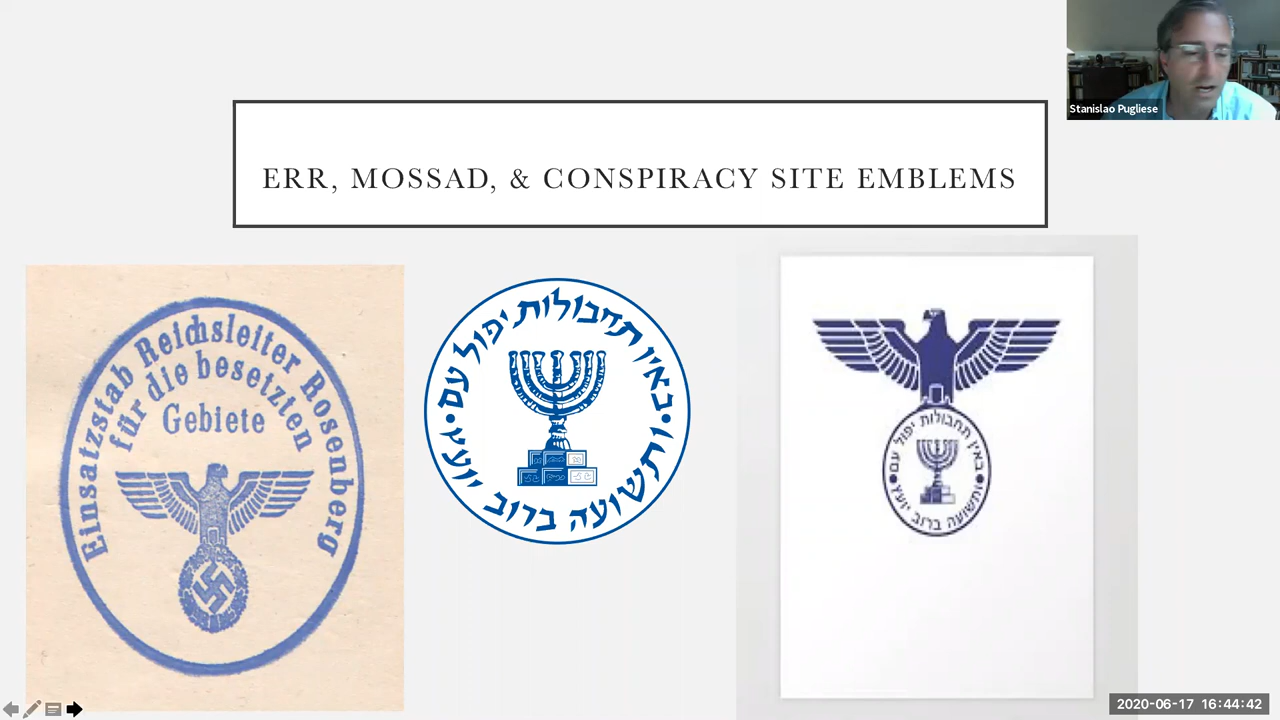 Stanislao Pugliese
ERR, MOSSAD, & CONSPIRACY SITE EMBLEMS
Einsatzstab Reichsleiter Rosenberg
für die besetzten
Gebiete
באין תחבולות יפול עם
ותשועה ברוב יועץ
באין תחבולות יפול עם
ותשועה ברוב יועץ
2020-06-17 16:44:42